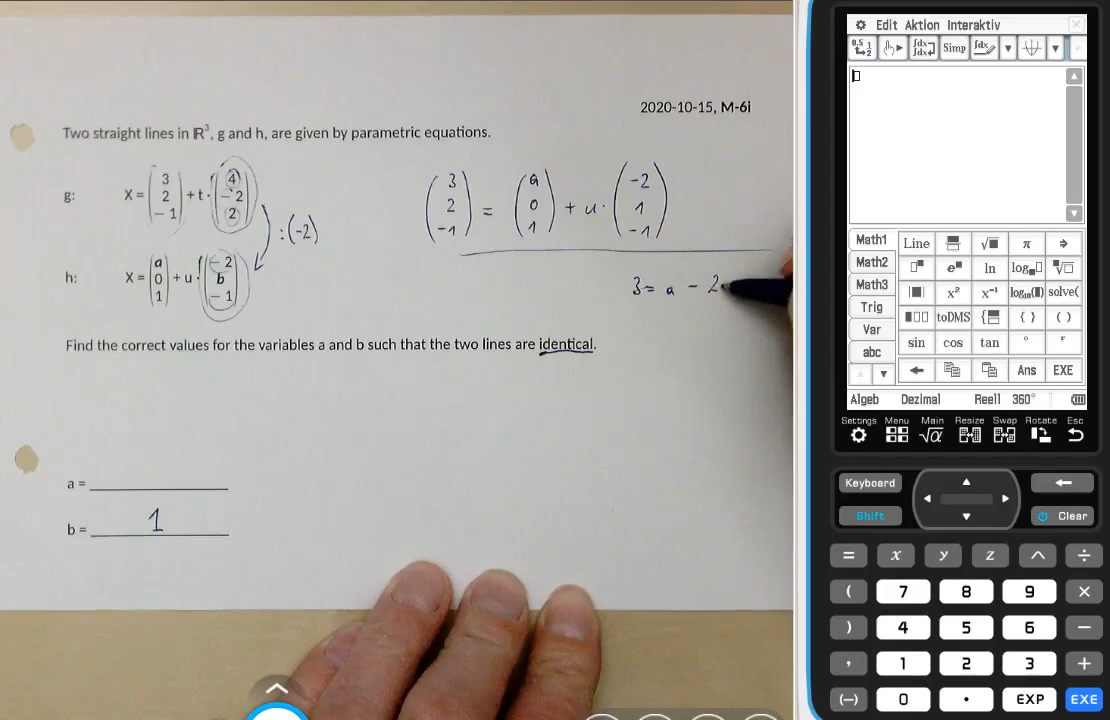 2020-10-15, M-6i
Two straight lines in ℝ³, g and h, are given by parametric equations.
g: X = (3 2 -1) + t · (4 -2 2)
: (-2)
h: X = (a 0 1) + u · (-2 b -1)
(3 2 -1) = (a 0 1) + u · (-2 1 -1)
3 = a - 2
Find the correct values for the variables a and b such that the two lines are identical.
a = 
b = 1
Edit Aktion Interaktiv
Simp
Math1 Line π ⇒
Math2 e ln log
Math3 |■| x² x⁻¹ log₁₀(■) solve(
Trig toDMS { } ( )
Var sin cos tan ° r
abc Ans EXE
Algeb Dezimal Reell 360°
Settings Menu Main Resize Swap Rotate Esc
√α
Keyboard
Shift Clear
= x y z ^ ÷
( 7 8 9 ×
) 4 5 6 −
, 1 2 3 +
(−) 0 . EXP EXE